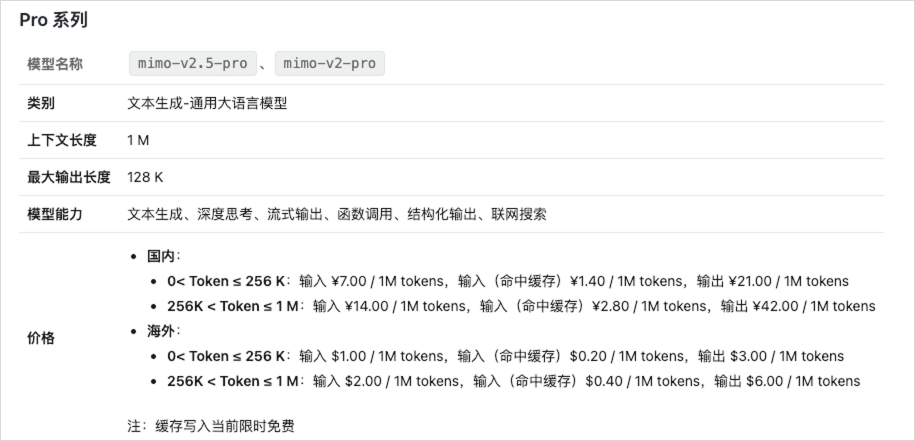 Pro 系列
模型名称 mimo-v2.5-pro 、 mimo-v2-pro
类别 文本生成-通用大语言模型
上下文长度 1 M
最大输出长度 128 K
模型能力 文本生成、深度思考、流式输出、函数调用、结构化输出、联网搜索
价格
• 国内：
• 0< Token ≤ 256 K：输入 ¥7.00 / 1M tokens，输入（命中缓存）¥1.40 / 1M tokens，输出 ¥21.00 / 1M tokens
• 256K < Token ≤ 1 M：输入 ¥14.00 / 1M tokens，输入（命中缓存）¥2.80 / 1M tokens，输出 ¥42.00 / 1M tokens
• 海外：
• 0< Token ≤ 256 K：输入 $1.00 / 1M tokens，输入（命中缓存）$0.20 / 1M tokens，输出 $3.00 / 1M tokens
• 256K < Token ≤ 1 M：输入 $2.00 / 1M tokens，输入（命中缓存）$0.40 / 1M tokens，输出 $6.00 / 1M tokens
注：缓存写入当前限时免费